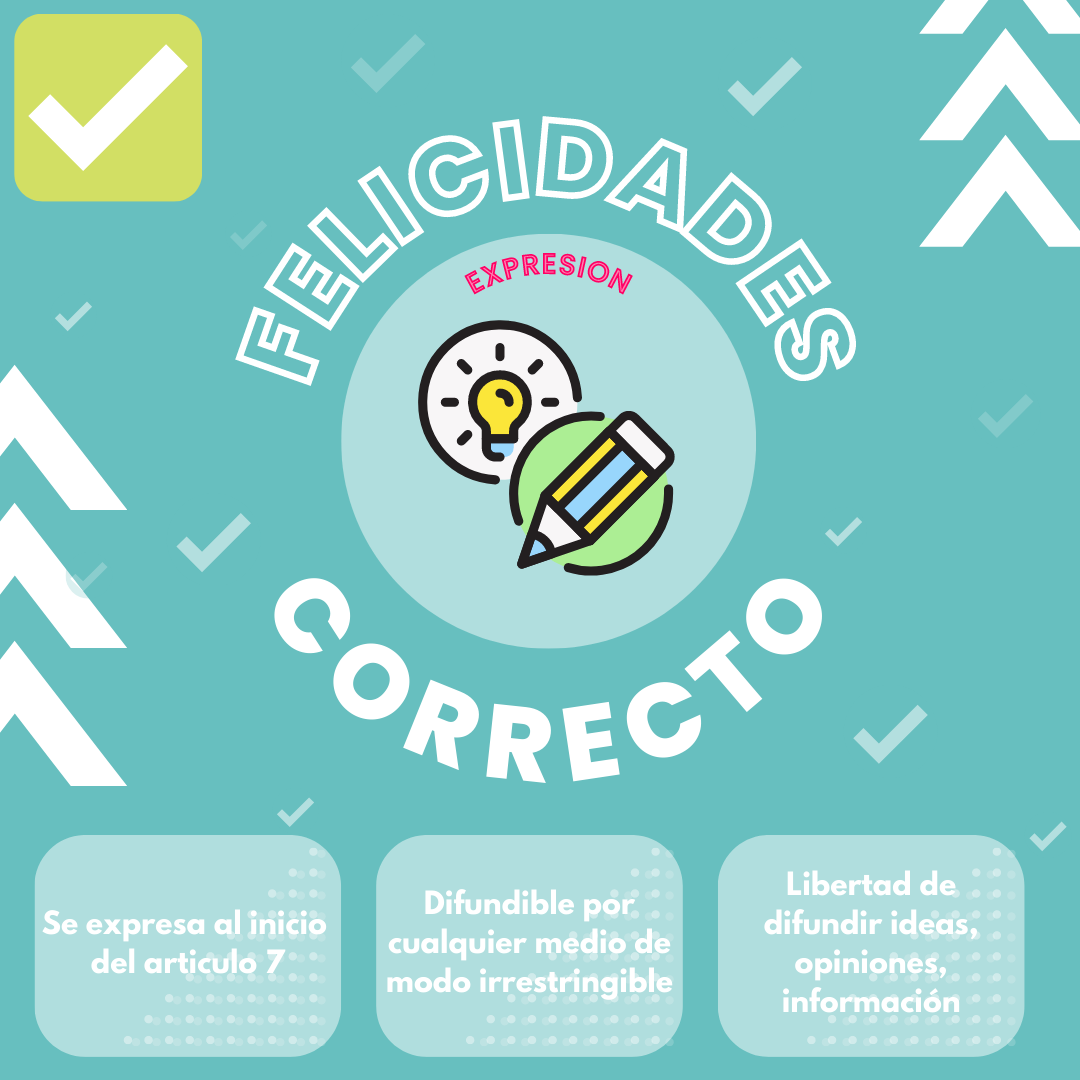 FELICIDADES
EXPRESION
CORRECTO
Se expresa al inicio
del articulo 7
Difundible por
cualquier medio de
modo irrestringible
Libertad de
difundir ideas,
opiniones,
información